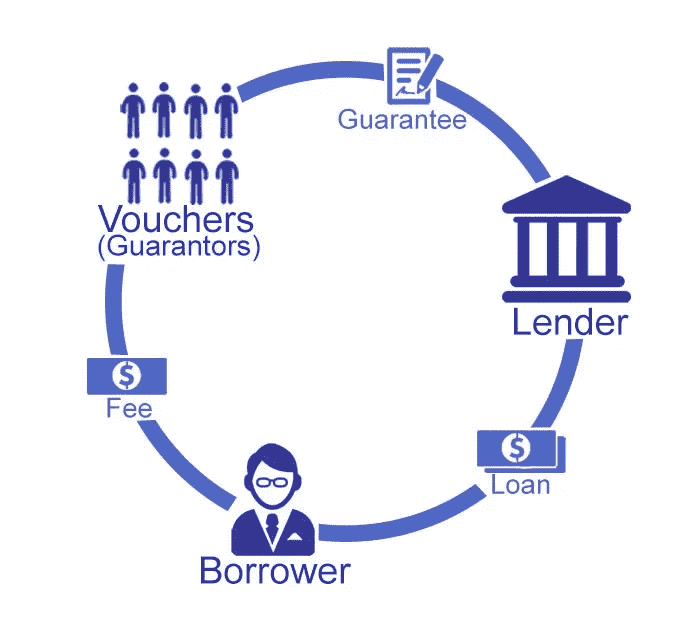 Guarantee
Vouchers
(Guarantors)
Lender
$
Fee
$
Loan
Borrower